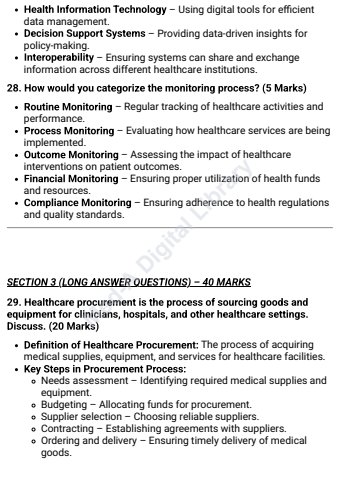 • Health Information Technology – Using digital tools for efficient
data management.
• Decision Support Systems – Providing data-driven insights for
policy-making.
• Interoperability – Ensuring systems can share and exchange
information across different healthcare institutions.
28. How would you categorize the monitoring process? (5 Marks)
• Routine Monitoring – Regular tracking of healthcare activities and
performance.
• Process Monitoring – Evaluating how healthcare services are being
implemented.
• Outcome Monitoring – Assessing the impact of healthcare
interventions on patient outcomes.
• Financial Monitoring – Ensuring proper utilization of health funds
and resources.
• Compliance Monitoring – Ensuring adherence to health regulations
and quality standards.
Digital Library
SECTION 3 (LONG ANSWER QUESTIONS) – 40 MARKS
29. Healthcare procurement is the process of sourcing goods and
equipment for clinicians, hospitals, and other healthcare settings.
Discuss. (20 Marks)
• Definition of Healthcare Procurement: The process of acquiring
medical supplies, equipment, and services for healthcare facilities.
• Key Steps in Procurement Process:
o Needs assessment – Identifying required medical supplies and
equipment.
o Budgeting – Allocating funds for procurement.
o Supplier selection – Choosing reliable suppliers.
o Contracting – Establishing agreements with suppliers.
o Ordering and delivery – Ensuring timely delivery of medical
goods.